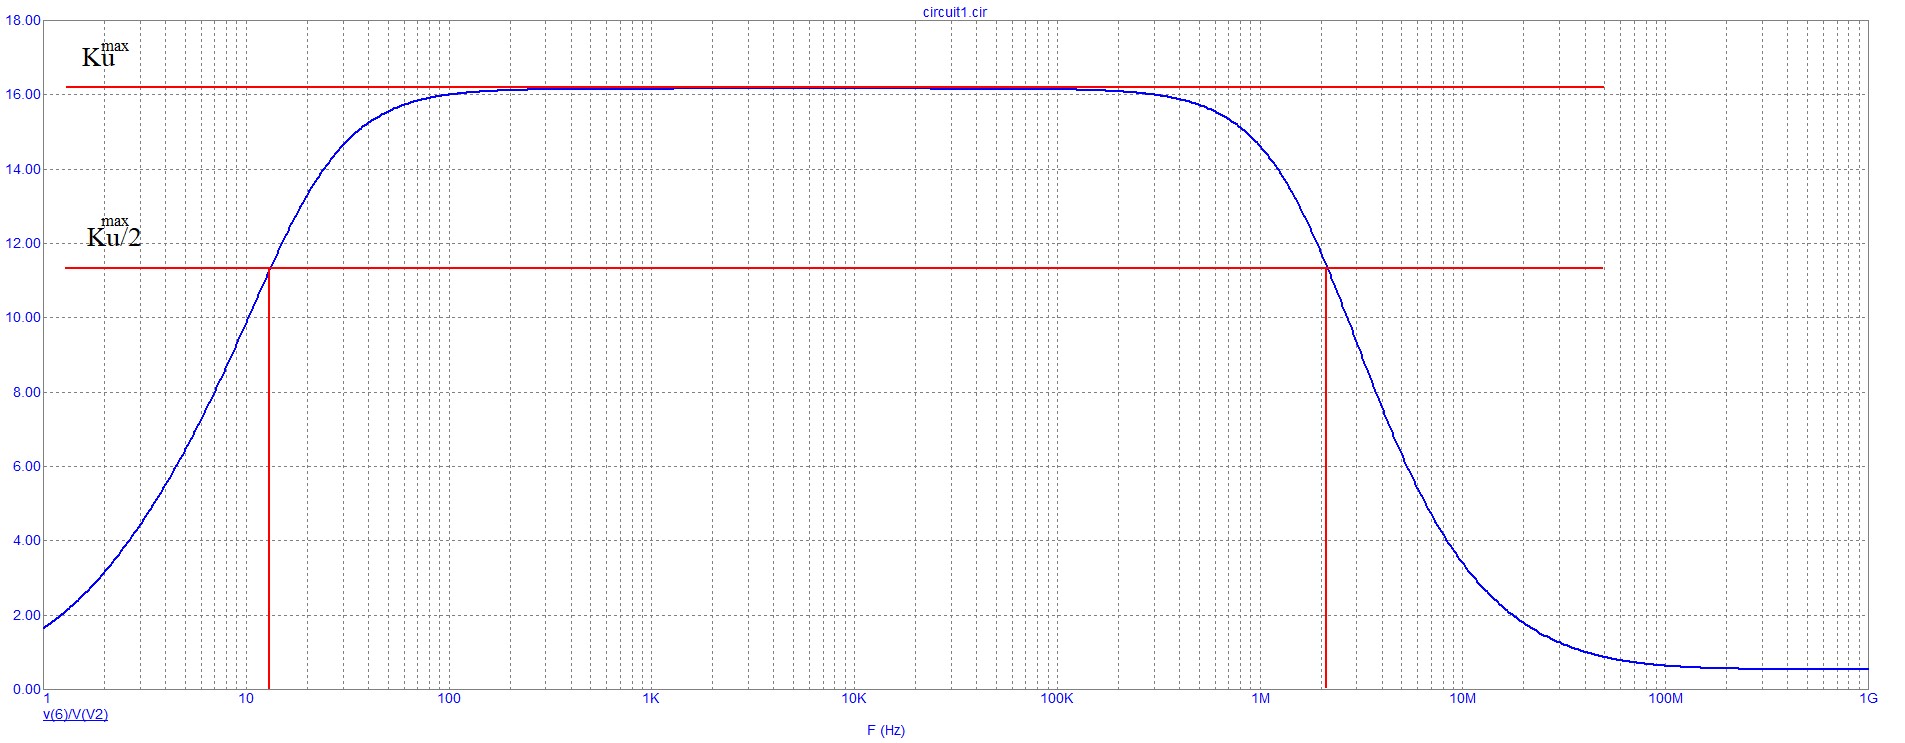 circuit1.cir
18.00
Ku max
16.00
14.00
Ku/2 max
12.00
10.00
8.00
6.00
4.00
2.00
0.00
1 10 100 1K 10K 100K 1M 10M 100M 1G
v(6)/V(V2)
F (Hz)